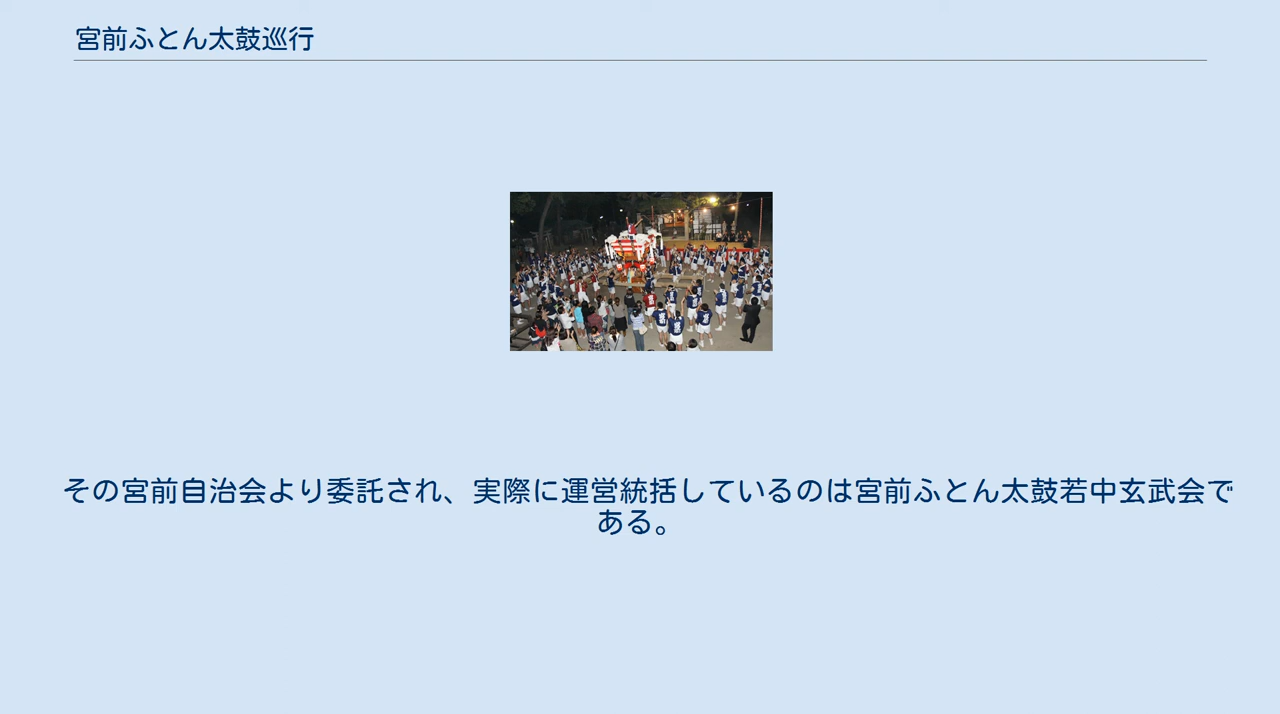 宮前ふとん太鼓巡行
その宮前自治会より委託され、実際に運営統括しているのは宮前ふとん太鼓若中玄武会で
ある。